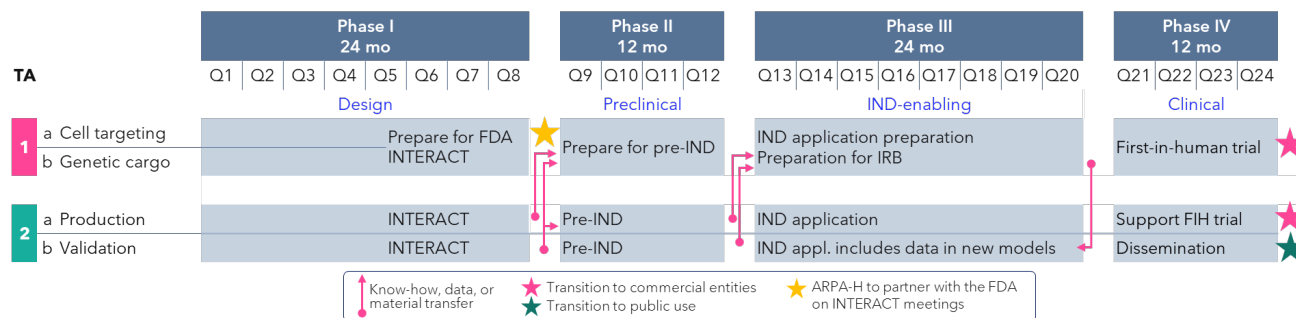 Phase I
24 mo
Phase II
12 mo
Phase III
24 mo
Phase IV
12 mo
TA
Q1 Q2 Q3 Q4 Q5 Q6 Q7 Q8
Q9 Q10 Q11 Q12
Q13 Q14 Q15 Q16 Q17 Q18 Q19 Q20
Q21 Q22 Q23 Q24
Design
Preclinical
IND-enabling
Clinical
1
a Cell targeting
b Genetic cargo
Prepare for FDA
INTERACT
Prepare for pre-IND
IND application preparation
Preparation for IRB
First-in-human trial
2
a Production
INTERACT
Pre-IND
IND application
Support FIH trial
b Validation
INTERACT
Pre-IND
IND appl. includes data in new models
Dissemination
Know-how, data, or
material transfer
Transition to commercial entities
Transition to public use
ARPA-H to partner with the FDA
on INTERACT meetings